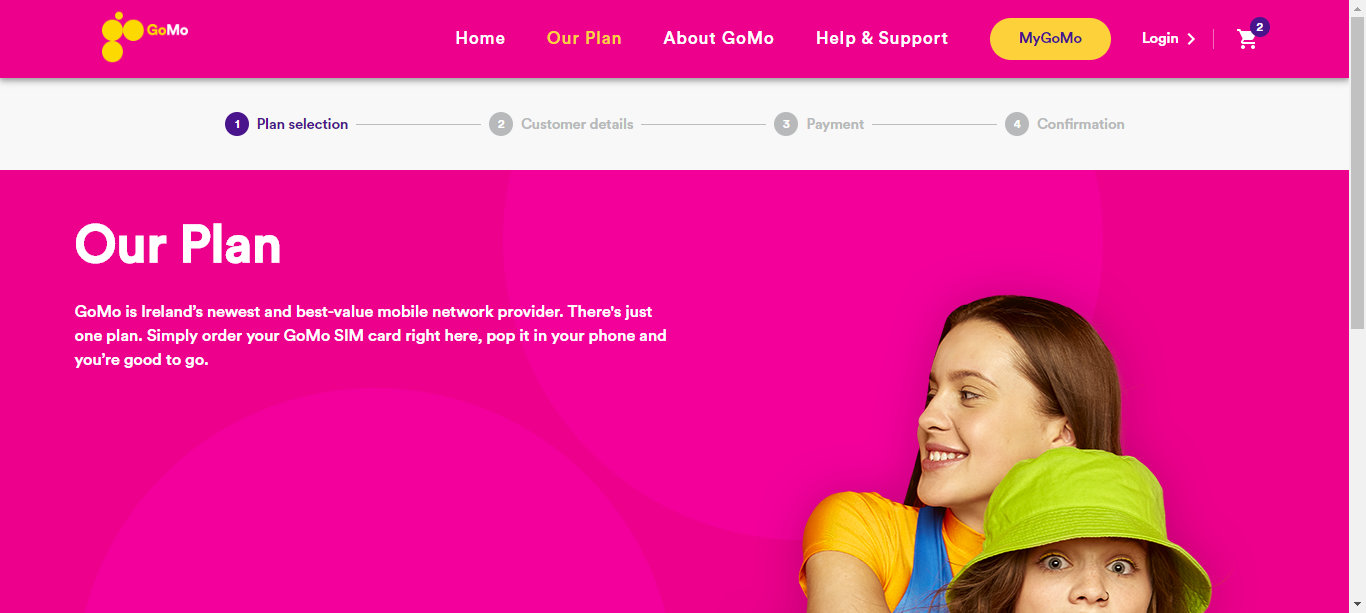 GoMo
Home
Our Plan
About GoMo
Help & Support
MyGoMo
Login
2
1 Plan selection
2 Customer details
3 Payment
4 Confirmation
Our Plan
GoMo is Ireland’s newest and best-value mobile network provider. There's just
one plan. Simply order your GoMo SIM card right here, pop it in your phone and
you’re good to go.